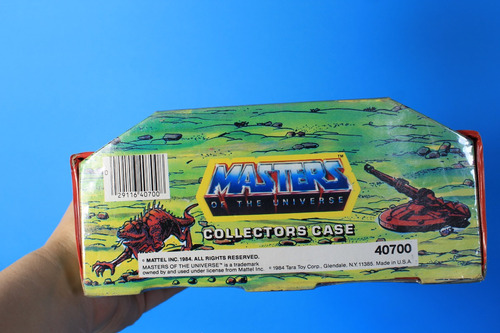 29116 40700
MASTERS
OF THE UNIVERSE
COLLECTORS CASE
40700
© MATTEL INC. 1984. ALL RIGHTS RESERVED.
MASTERS OF THE UNIVERSE™ is a trademark
owned by and used under license from Mattel Inc.
© 1984 Tara Toy Corp., Glendale, N.Y. 11385. Made in U.S.A.